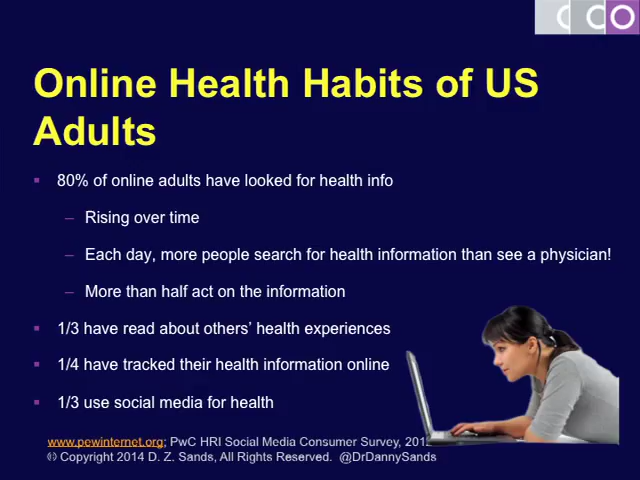 Online Health Habits of US
Adults
80% of online adults have looked for health info
– Rising over time
– Each day, more people search for health information than see a physician!
– More than half act on the information
1/3 have read about others’ health experiences
1/4 have tracked their health information online
1/3 use social media for health
www.pewinternet.org; PwC HRI Social Media Consumer Survey, 2012
© Copyright 2014 D. Z. Sands, All Rights Reserved. @DrDannySands